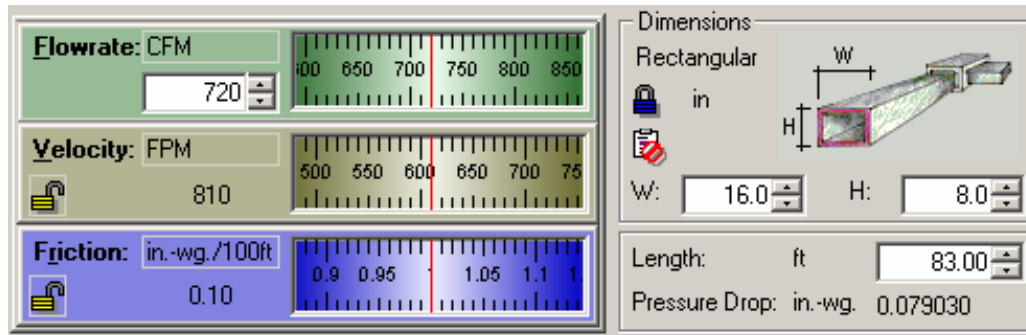 Flowrate: CFM
720
600 650 700 750 800 850
Velocity: FPM
810
500 550 600 650 700 75
Friction: in.-wg./100ft
0.10
0.9 0.95 1 1.05 1.1 1.
Dimensions
Rectangular
in
W
H
W: 16.0 H: 8.0
Length: ft 83.00
Pressure Drop: in.-wg. 0.079030